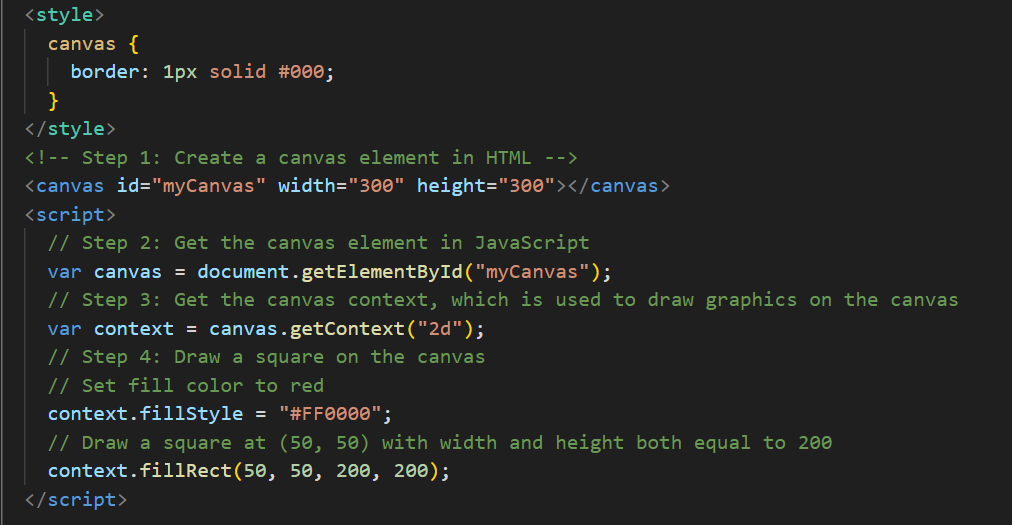 <style>
  canvas {
    border: 1px solid #000;
  }
</style>
<!-- Step 1: Create a canvas element in HTML -->
<canvas id="myCanvas" width="300" height="300"></canvas>
<script>
  // Step 2: Get the canvas element in JavaScript
  var canvas = document.getElementById("myCanvas");
  // Step 3: Get the canvas context, which is used to draw graphics on the canvas
  var context = canvas.getContext("2d");
  // Step 4: Draw a square on the canvas
  // Set fill color to red
  context.fillStyle = "#FF0000";
  // Draw a square at (50, 50) with width and height both equal to 200
  context.fillRect(50, 50, 200, 200);
</script>